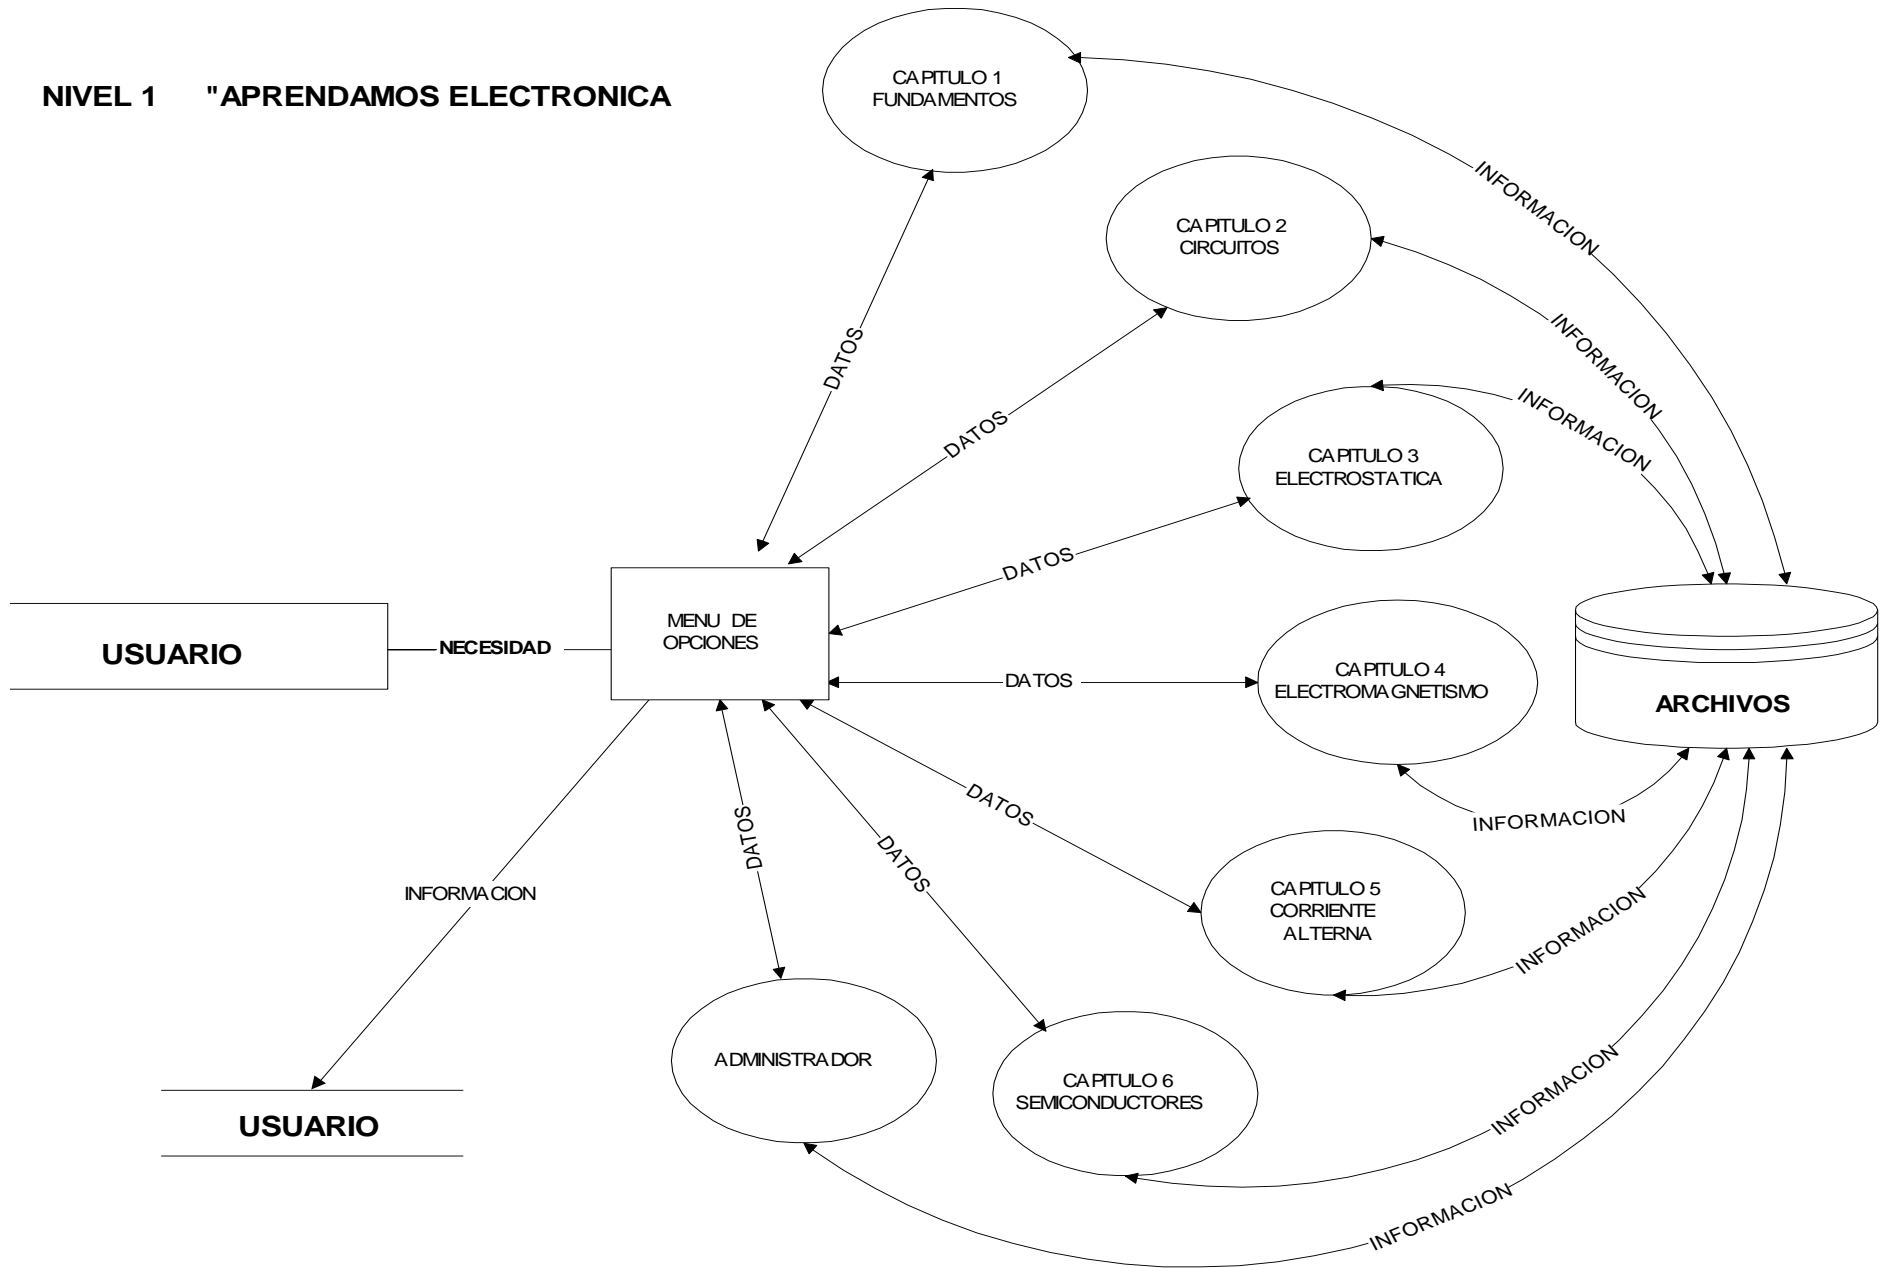 NIVEL 1 "APRENDAMOS ELECTRONICA
CAPITULO 1
FUNDAMENTOS
INFORMACION
CAPITULO 2
CIRCUITOS
INFORMACION
DATOS
DATOS
INFORMACION
CAPITULO 3
ELECTROSTATICA
DATOS
USUARIO
NECESIDAD
MENU DE
OPCIONES
DATOS
CAPITULO 4
ELECTROMAGNETISMO
ARCHIVOS
INFORMACION
DATOS
DATOS
DATOS
INFORMACION
CAPITULO 5
CORRIENTE
ALTERNA
INFORMACION
ADMINISTRADOR
CAPITULO 6
SEMICONDUCTORES
INFORMACION
USUARIO
INFORMACION